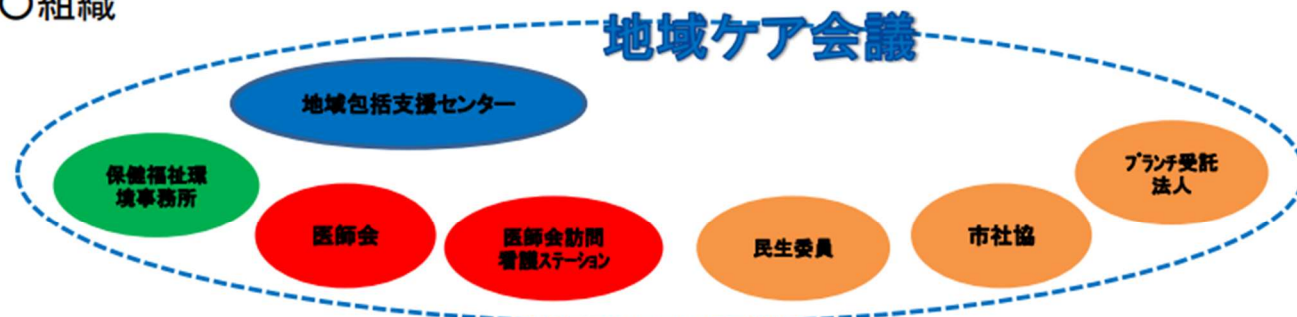 〇組織
地域ケア会議
地域包括支援センター
保健福祉環
境事務所
医師会
医師会訪問
看護ステーション
民生委員
市社協
ブランチ受託
法人